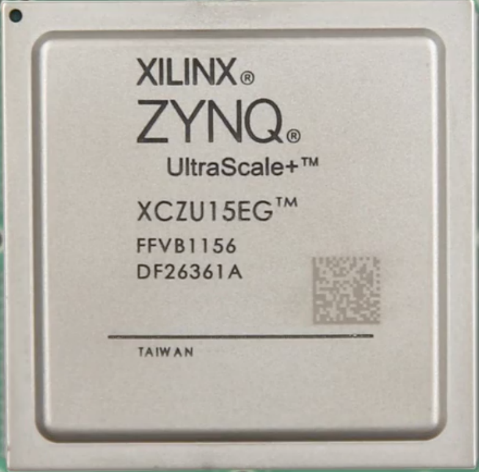 XILINX®
ZYNQ®
UltraScale+™
XCZU15EG™
FFVB1156
DF26361A
TAIWAN